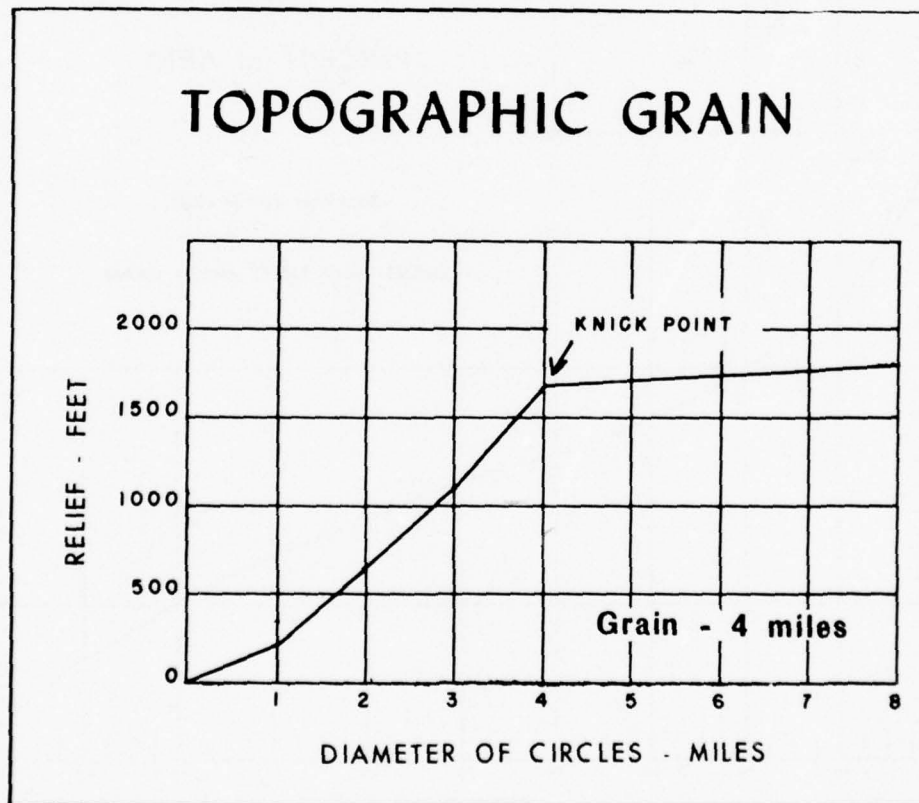 TOPOGRAPHIC GRAIN
KNICK POINT
2000
1500
1000
500
0
RELIEF - FEET
Grain - 4 miles
1 2 3 4 5 6 7 8
DIAMETER OF CIRCLES - MILES